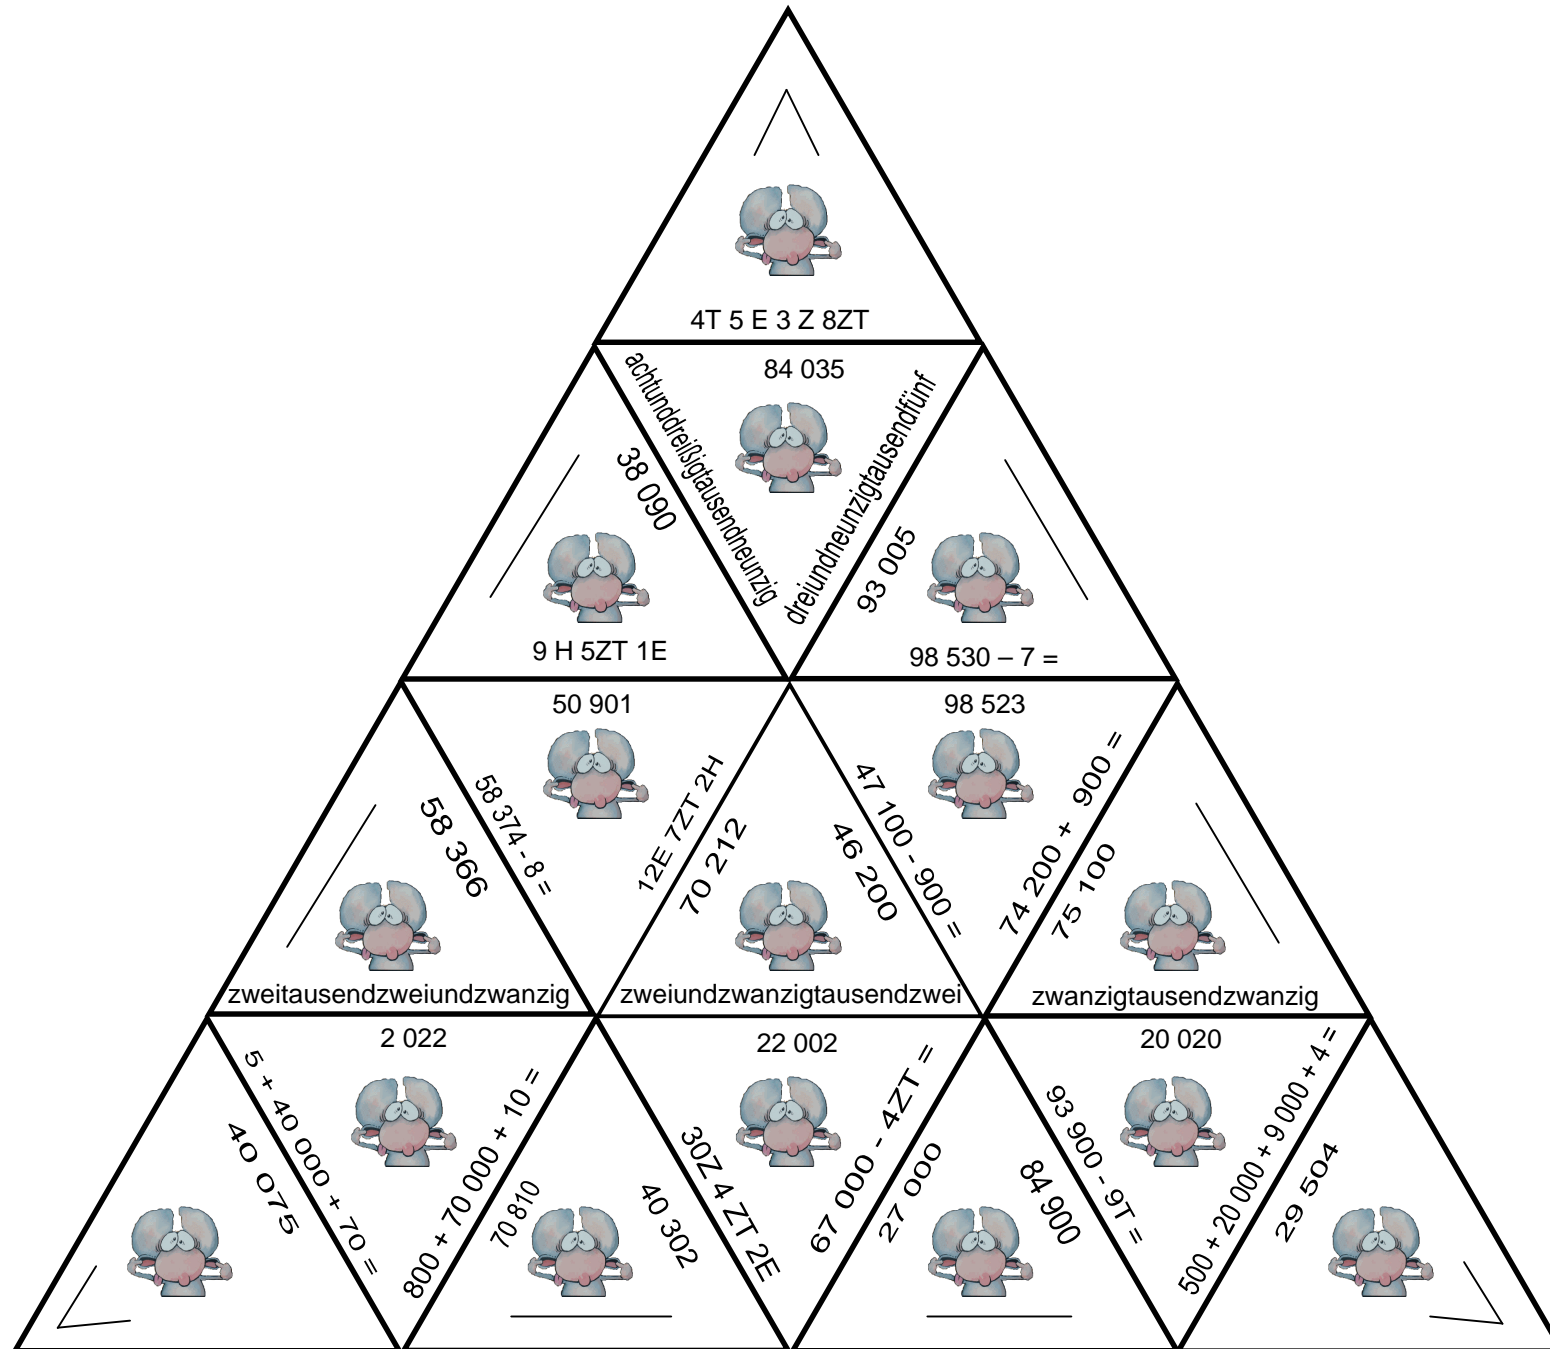 4T 5 E 3 Z 8ZT
84 035
achtunddreißigtausendneunzig
dreiundneunzigtausendfünf
38 090
93 005
9 H 5ZT 1E
98 530 – 7 =
50 901
98 523
58 366
58 374 - 8 =
12E 7ZT 2H
70 212
46 200
47 100 - 900 =
74 200 + 900 =
75 100
zweitausendzweiundzwanzig
zweiundzwanzigtausendzwei
zwanzigtausendzwanzig
2 022
22 002
20 020
40 075
5 + 40 000 + 70 =
800 + 70 000 + 10 =
70 810
40 302
30Z 4 ZT 2E
67 000 - 4ZT =
27 000
84 900
93 900 - 9T =
500 + 20 000 + 9 000 + 4 =
29 504